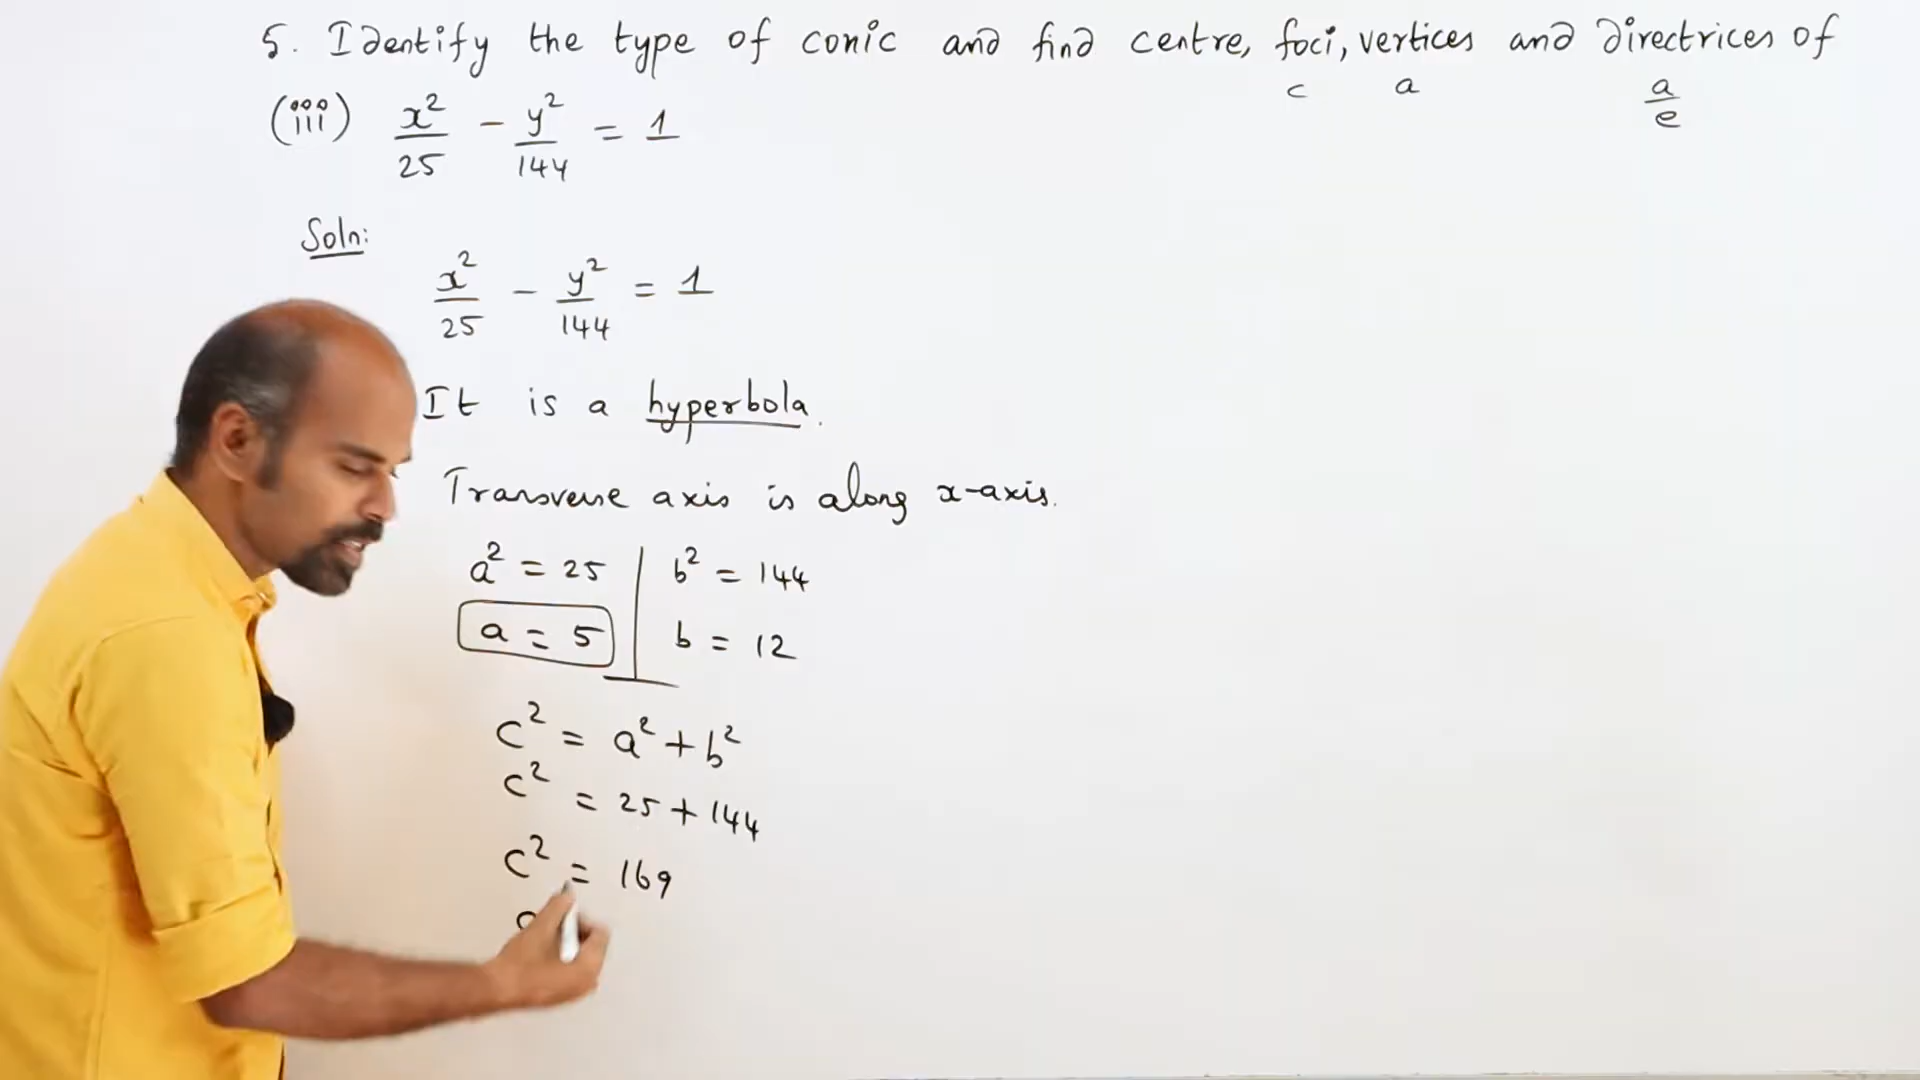 5. Identify the type of conic and find centre, foci, vertices and directrices of
c a a/e
(iii) x²/25 - y²/144 = 1
Soln:
x²/25 - y²/144 = 1
It is a hyperbola.
Transverse axis is along x-axis.
a² = 25 | b² = 144
a = 5 | b = 12
c² = a² + b²
c² = 25 + 144
c² = 169